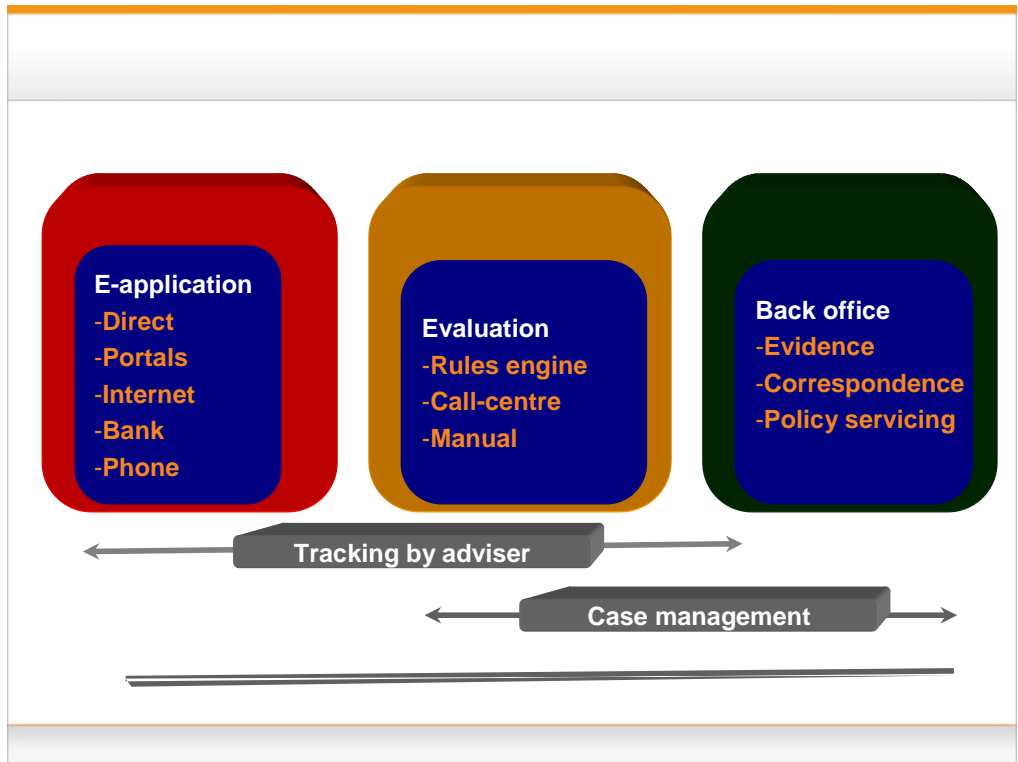 E-application
-Direct
-Portals
-Internet
-Bank
-Phone
Evaluation
-Rules engine
-Call-centre
-Manual
Back office
-Evidence
-Correspondence
-Policy servicing
Tracking by adviser
Case management